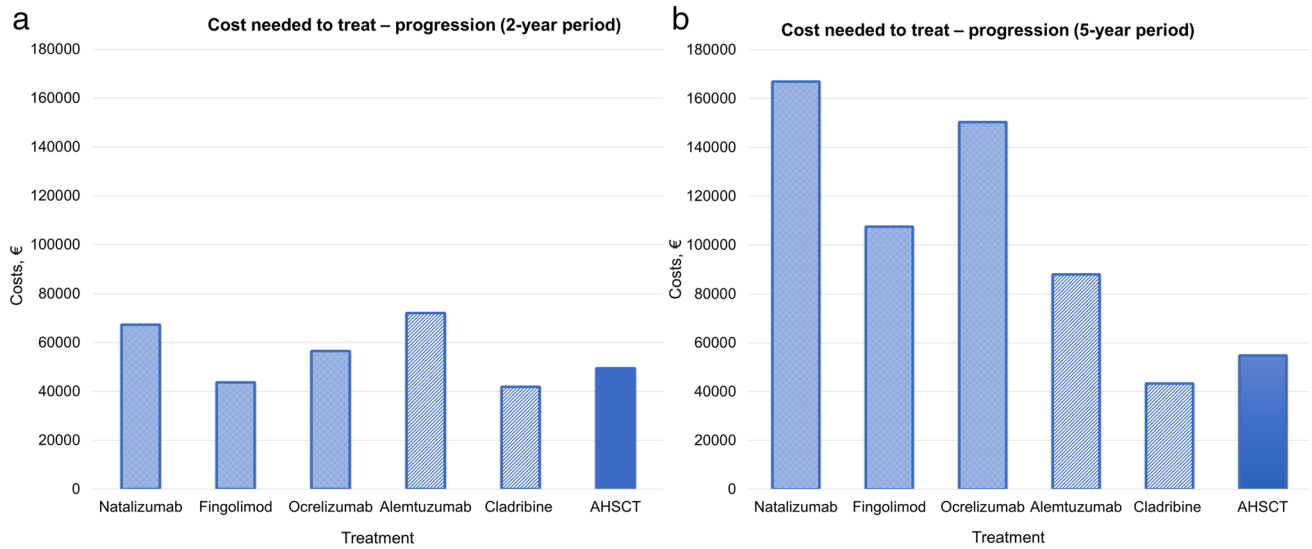 a
Cost needed to treat – progression (2-year period)
180000
160000
140000
120000
100000
80000
60000
40000
20000
0
Costs, €
Natalizumab Fingolimod Ocrelizumab Alemtuzumab Cladribine AHSCT
Treatment
b
Cost needed to treat – progression (5-year period)
180000
160000
140000
120000
100000
80000
60000
40000
20000
0
Costs, €
Natalizumab Fingolimod Ocrelizumab Alemtuzumab Cladribine AHSCT
Treatment